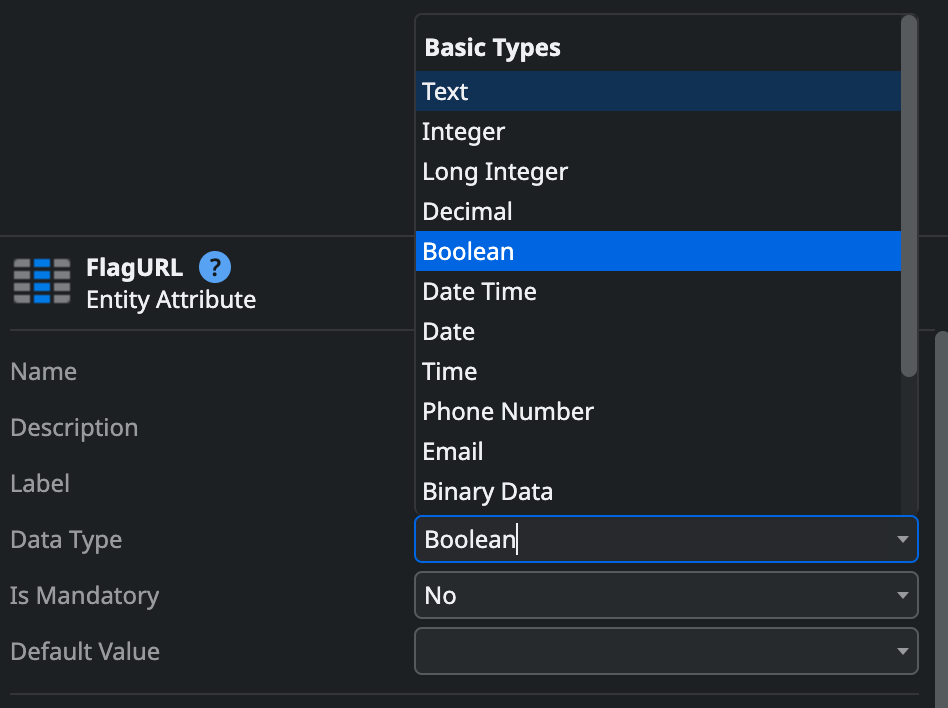 Basic Types
Text
Integer
Long Integer
Decimal
Boolean
Date Time
Date
Time
Phone Number
Email
Binary Data
FlagURL ?
Entity Attribute
Name
Description
Label
Data Type Boolean
Is Mandatory No
Default Value